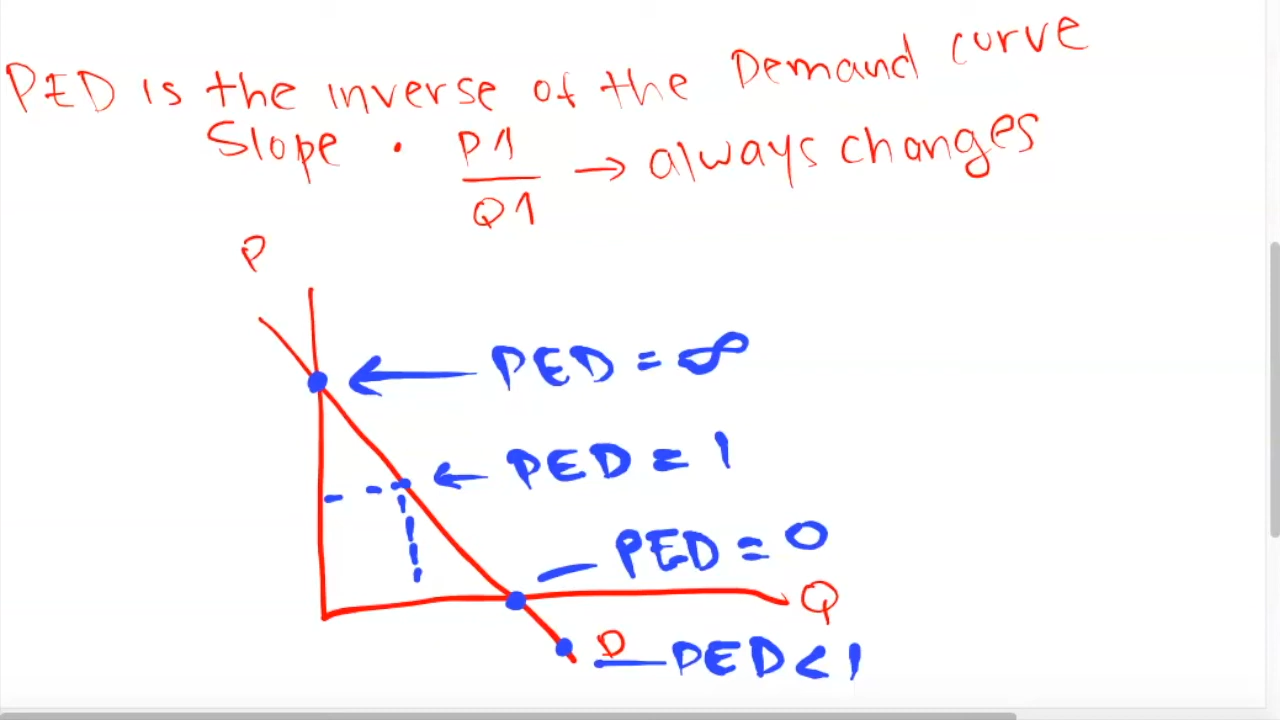 PED is the inverse of the Demand curve
Slope · P1
Q1
→ always changes
P
← PED = ∞
← PED = 1
PED = 0
Q
D
PED < 1